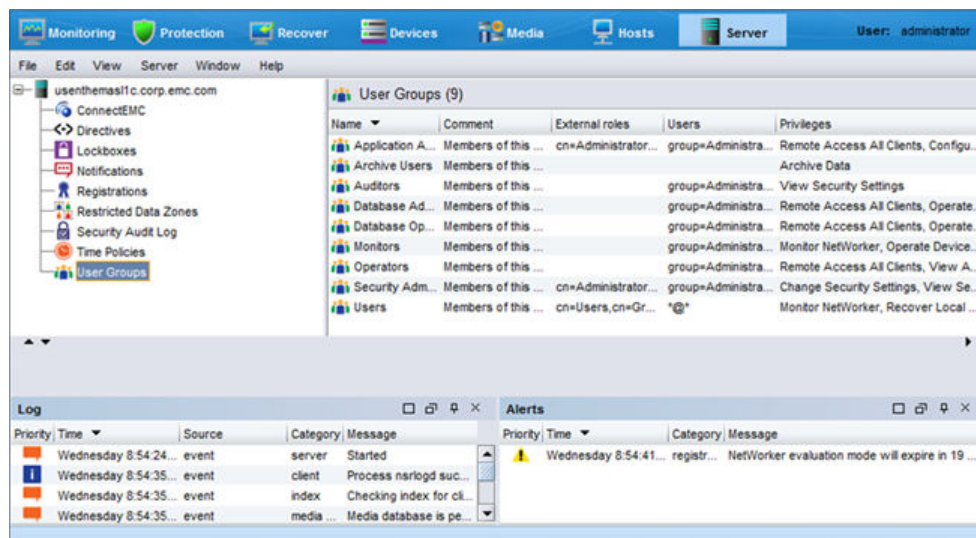 Monitoring Protection Recover Devices Media Hosts Server User: administrator
File Edit View Server Window Help
usenthemasl1c.corp.emc.com
ConnectEMC
Directives
Lockboxes
Notifications
Registrations
Restricted Data Zones
Security Audit Log
Time Policies
User Groups
User Groups (9)
Name Comment External roles Users Privileges
Application A... Members of this ... cn=Administrator... group=Administra... Remote Access All Clients, Configu...
Archive Users Members of this ... Archive Data
Auditors Members of this ... group=Administra... View Security Settings
Database Ad... Members of this ... group=Administra... Remote Access All Clients, Operate...
Database Op... Members of this ... group=Administra... Remote Access All Clients, Operate...
Monitors Members of this ... group=Administra... Monitor NetWorker, Operate Device...
Operators Members of this ... group=Administra... Remote Access All Clients, View A...
Security Adm... Members of this ... cn=Administrator... group=Administra... Change Security Settings, View Se...
Users Members of this ... cn=Users,cn=Gr... *@* Monitor NetWorker, Recover Local ...
Log
Priority Time Source Category Message
Wednesday 8:54:24... event server Started
Wednesday 8:54:35... event client Process nsrlogd suc...
Wednesday 8:54:35... event index Checking index for cli...
Wednesday 8:54:35... event media ... Media database is pe...
Alerts
Priority Time Category Message
Wednesday 8:54:41... registr... NetWorker evaluation mode will expire in 19 ...